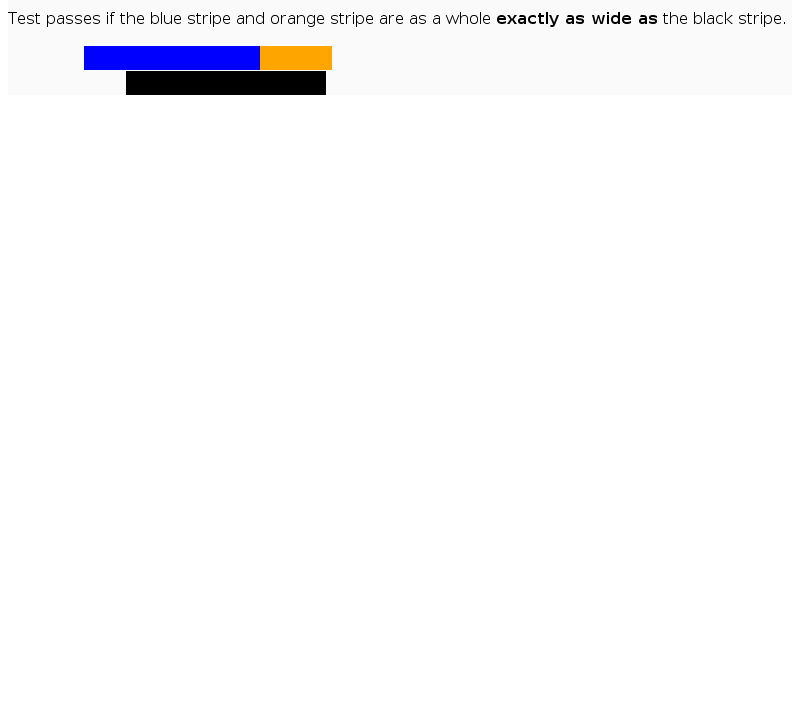 Test passes if the blue stripe and orange stripe are as a whole exactly as wide as the black stripe.